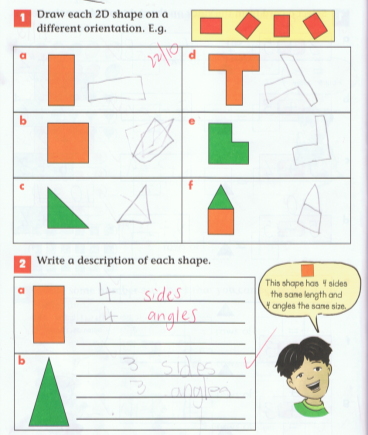 1 Draw each 2D shape on a
different orientation. E.g.
a
22/10
d
b
e
c
f
2 Write a description of each shape.
a
4 sides
4 angles
This shape has 4 sides
the same length and
4 angles the same size.
b
3 sides
3 angles